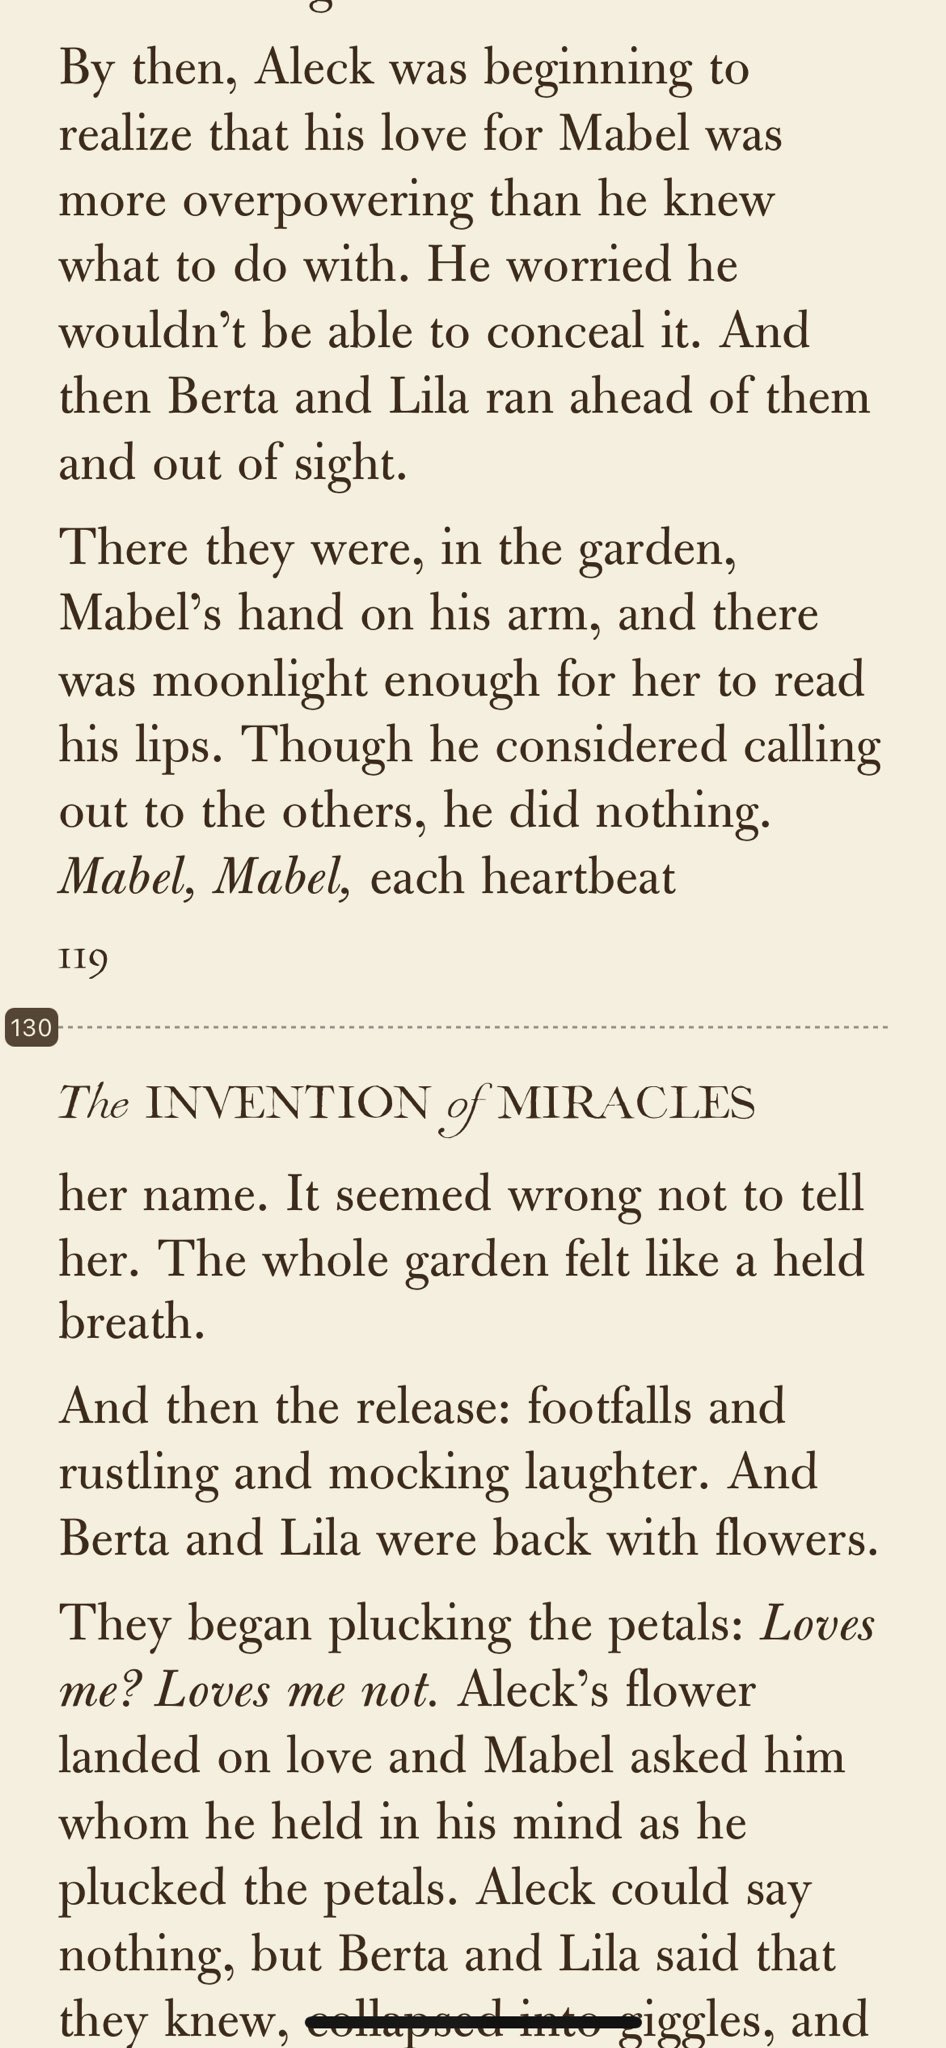 By then, Aleck was beginning to
realize that his love for Mabel was
more overpowering than he knew
what to do with. He worried he
wouldn’t be able to conceal it. And
then Berta and Lila ran ahead of them
and out of sight.
There they were, in the garden,
Mabel’s hand on his arm, and there
was moonlight enough for her to read
his lips. Though he considered calling
out to the others, he did nothing.
Mabel, Mabel, each heartbeat
119
130
The INVENTION of MIRACLES
her name. It seemed wrong not to tell
her. The whole garden felt like a held
breath.
And then the release: footfalls and
rustling and mocking laughter. And
Berta and Lila were back with flowers.
They began plucking the petals: Loves
me? Loves me not. Aleck’s flower
landed on love and Mabel asked him
whom he held in his mind as he
plucked the petals. Aleck could say
nothing, but Berta and Lila said that
they knew, collapsed into giggles, and